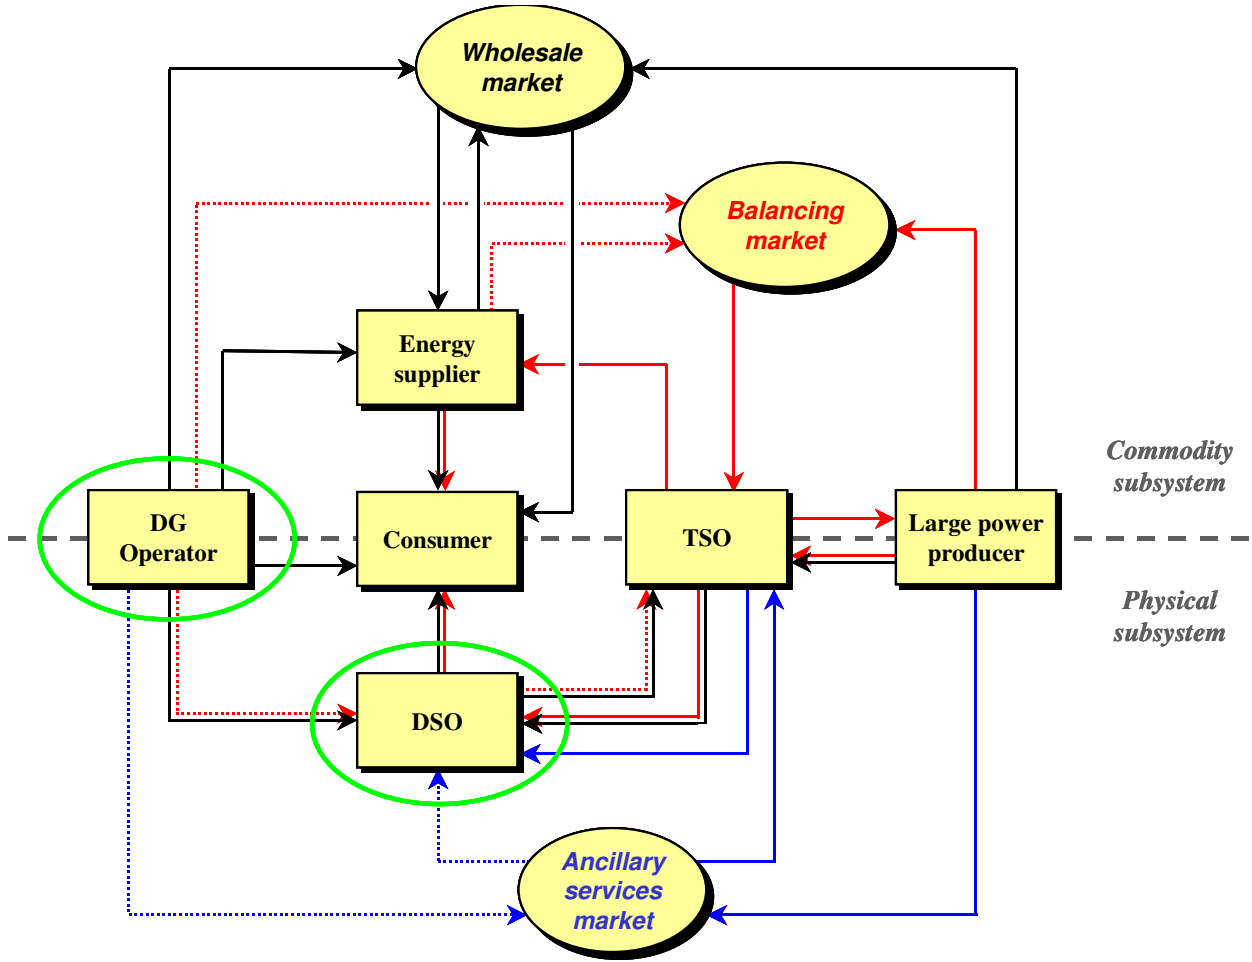 Wholesale
market
Balancing
market
Energy
supplier
Commodity
subsystem
DG
Operator
Consumer
TSO
Large power
producer
Physical
subsystem
DSO
Ancillary
services
market